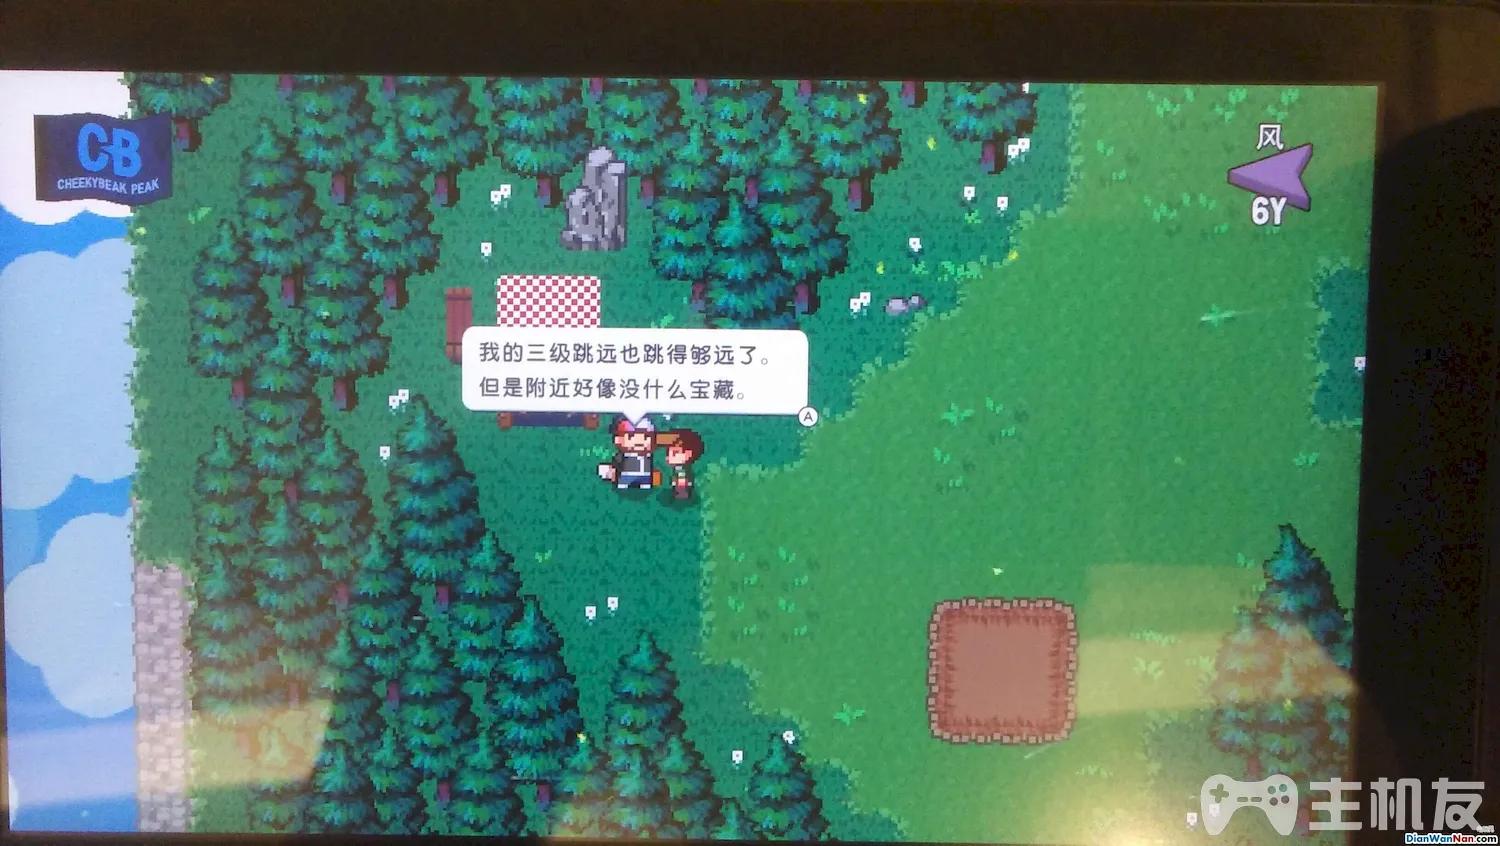 CB
CHEEKYBEAK PEAK
风
6Y
我的三级跳远也跳得够远了。
但是附近好像没什么宝藏。
A
主机友
DianWanNan.com